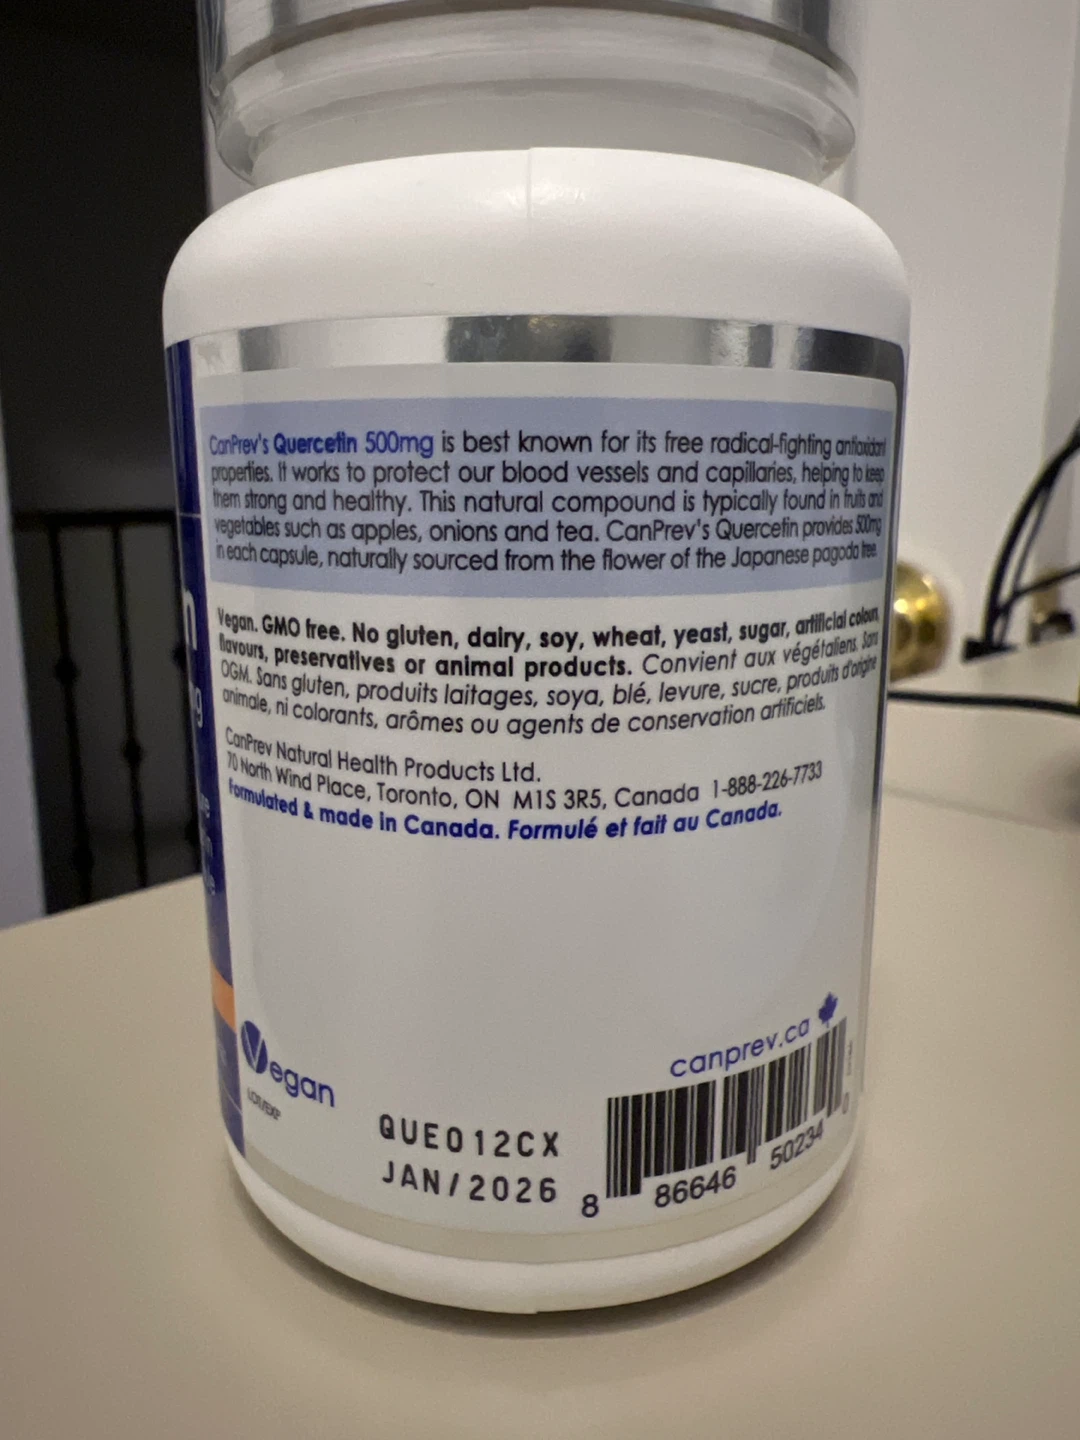 CanPrev's Quercetin 500mg is best known for its free radical-fighting antioxidant
properties. It works to protect our blood vessels and capillaries, helping to keep
them strong and healthy. This natural compound is typically found in fruits and
vegetables such as apples, onions and tea. CanPrev's Quercetin provides 500mg
in each capsule, naturally sourced from the flower of the Japanese pagoda tree.
Vegan. GMO free. No gluten, dairy, soy, wheat, yeast, sugar, artificial colours,
flavours, preservatives or animal products. Convient aux végétaliens. Sans
OGM. Sans gluten, produits laitages, soya, blé, levure, sucre, produits d'origine
animale, ni colorants, arômes ou agents de conservation artificiels.
CanPrev Natural Health Products Ltd.
70 North Wind Place, Toronto, ON M1S 3R5, Canada 1-888-226-7733
Formulated & made in Canada. Formulé et fait au Canada.
canprev.ca
Vegan
LOT/EXP
QUE012CX
JAN/2026
8 86646 50234 0